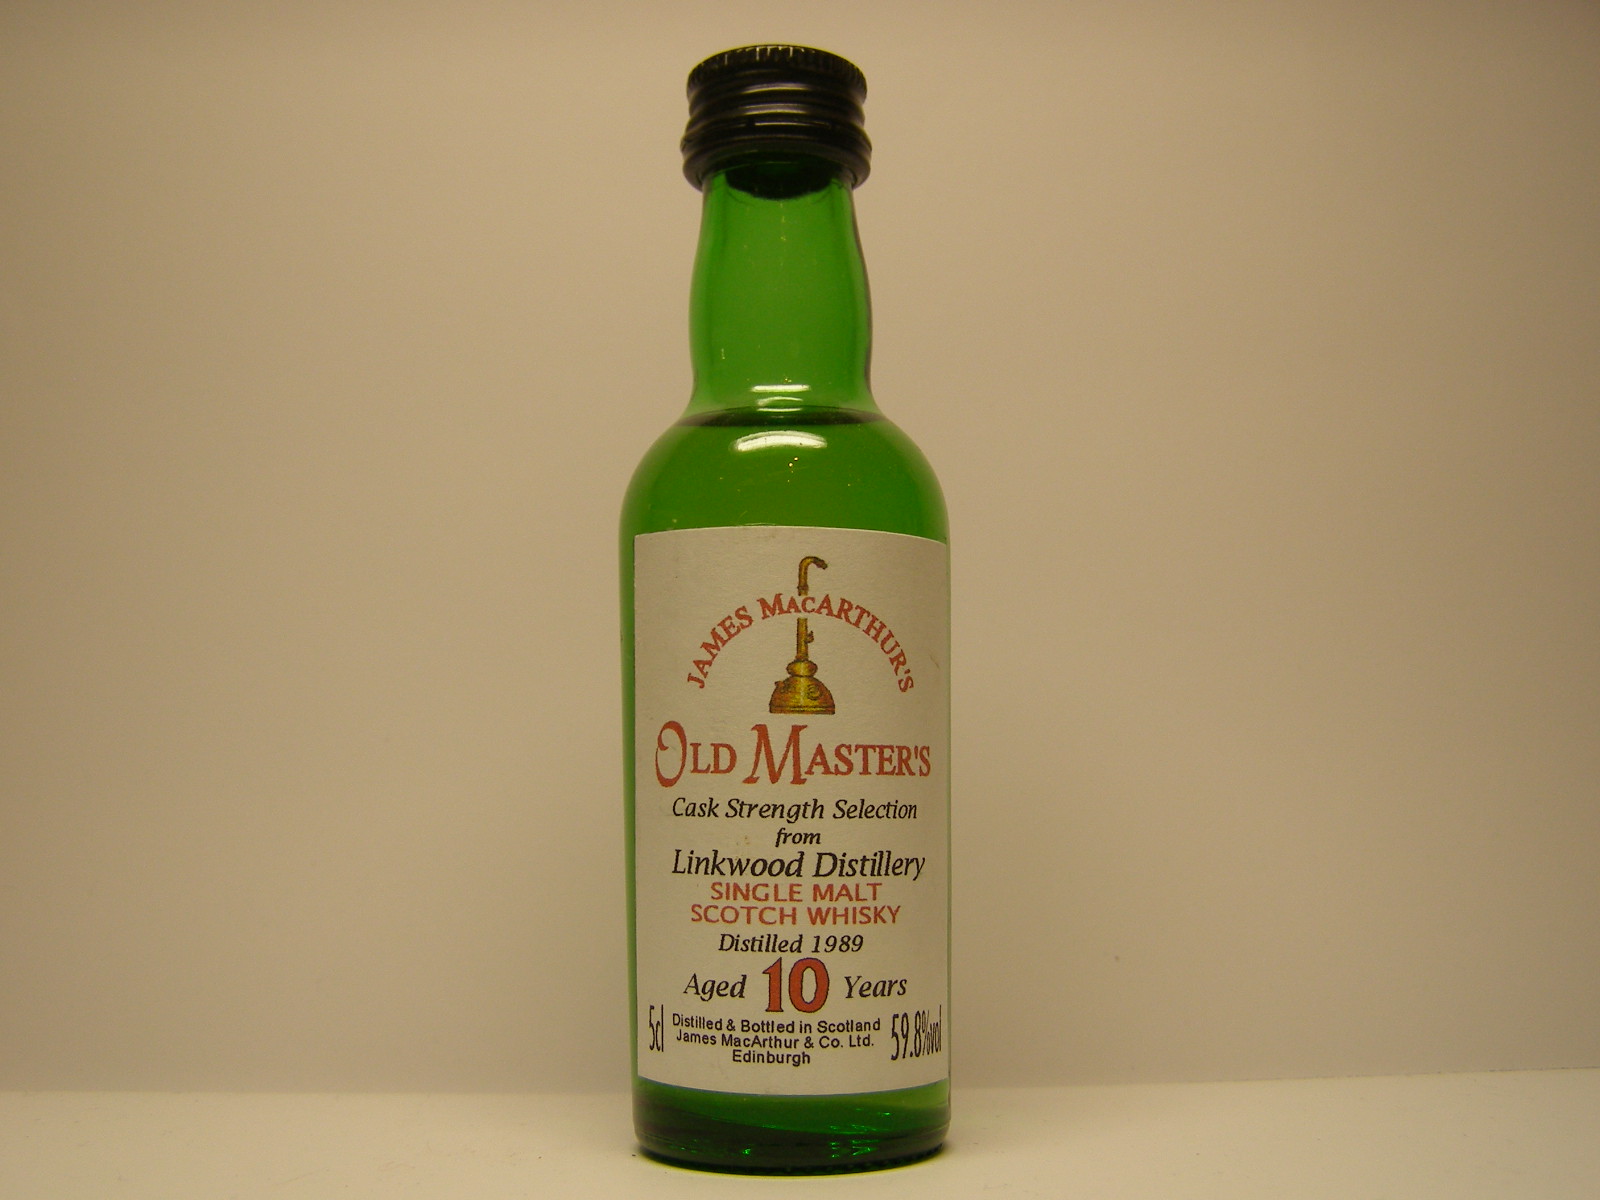 JAMES MACARTHUR'S
OLD MASTER'S
Cask Strength Selection
from
Linkwood Distillery
SINGLE MALT
SCOTCH WHISKY
Distilled 1989
Aged 10 Years
5cl
Distilled & Bottled in Scotland
James MacArthur & Co. Ltd.
Edinburgh
59.8%vol